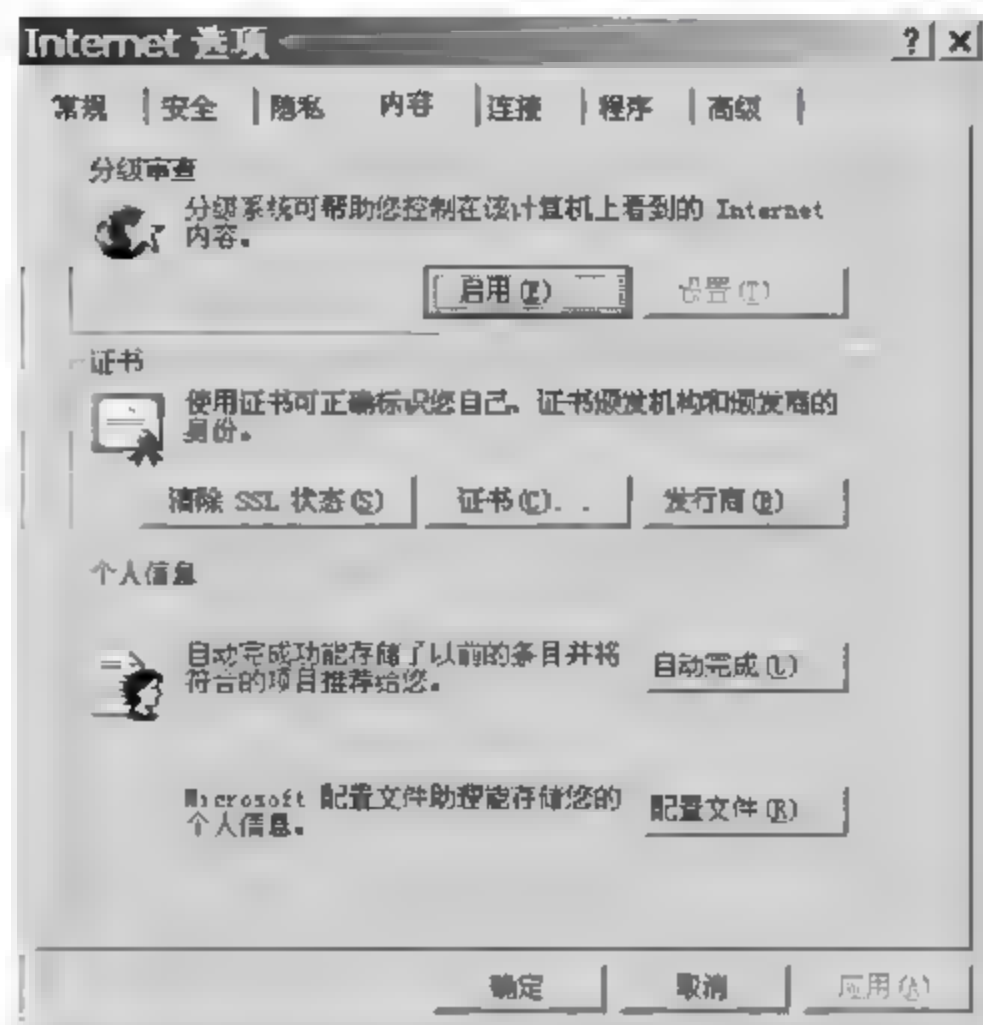 Internet 选项
? ×
常规 安全 隐私 内容 连接 程序 高级
分级审查
分级系统可帮助您控制在该计算机上看到的 Internet
内容。
启用(E) 设置(T)
证书
使用证书可正确标识您自己、证书颁发机构和颁发商的
身份。
清除 SSL 状态(S) 证书(C)... 发行商(B)
个人信息
自动完成功能存储了以前的条目并将
符合的项目推荐给您。
自动完成(U)
Microsoft 配置文件助理能存储您的
个人信息。
配置文件(R)
确定 取消 应用(A)